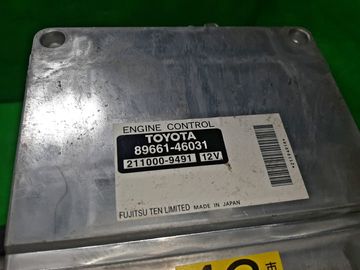 ENGINE CONTROL
TOYOTA
89661-46031
211000-9491 12V
FUJITSU TEN LIMITED MADE IN JAPAN